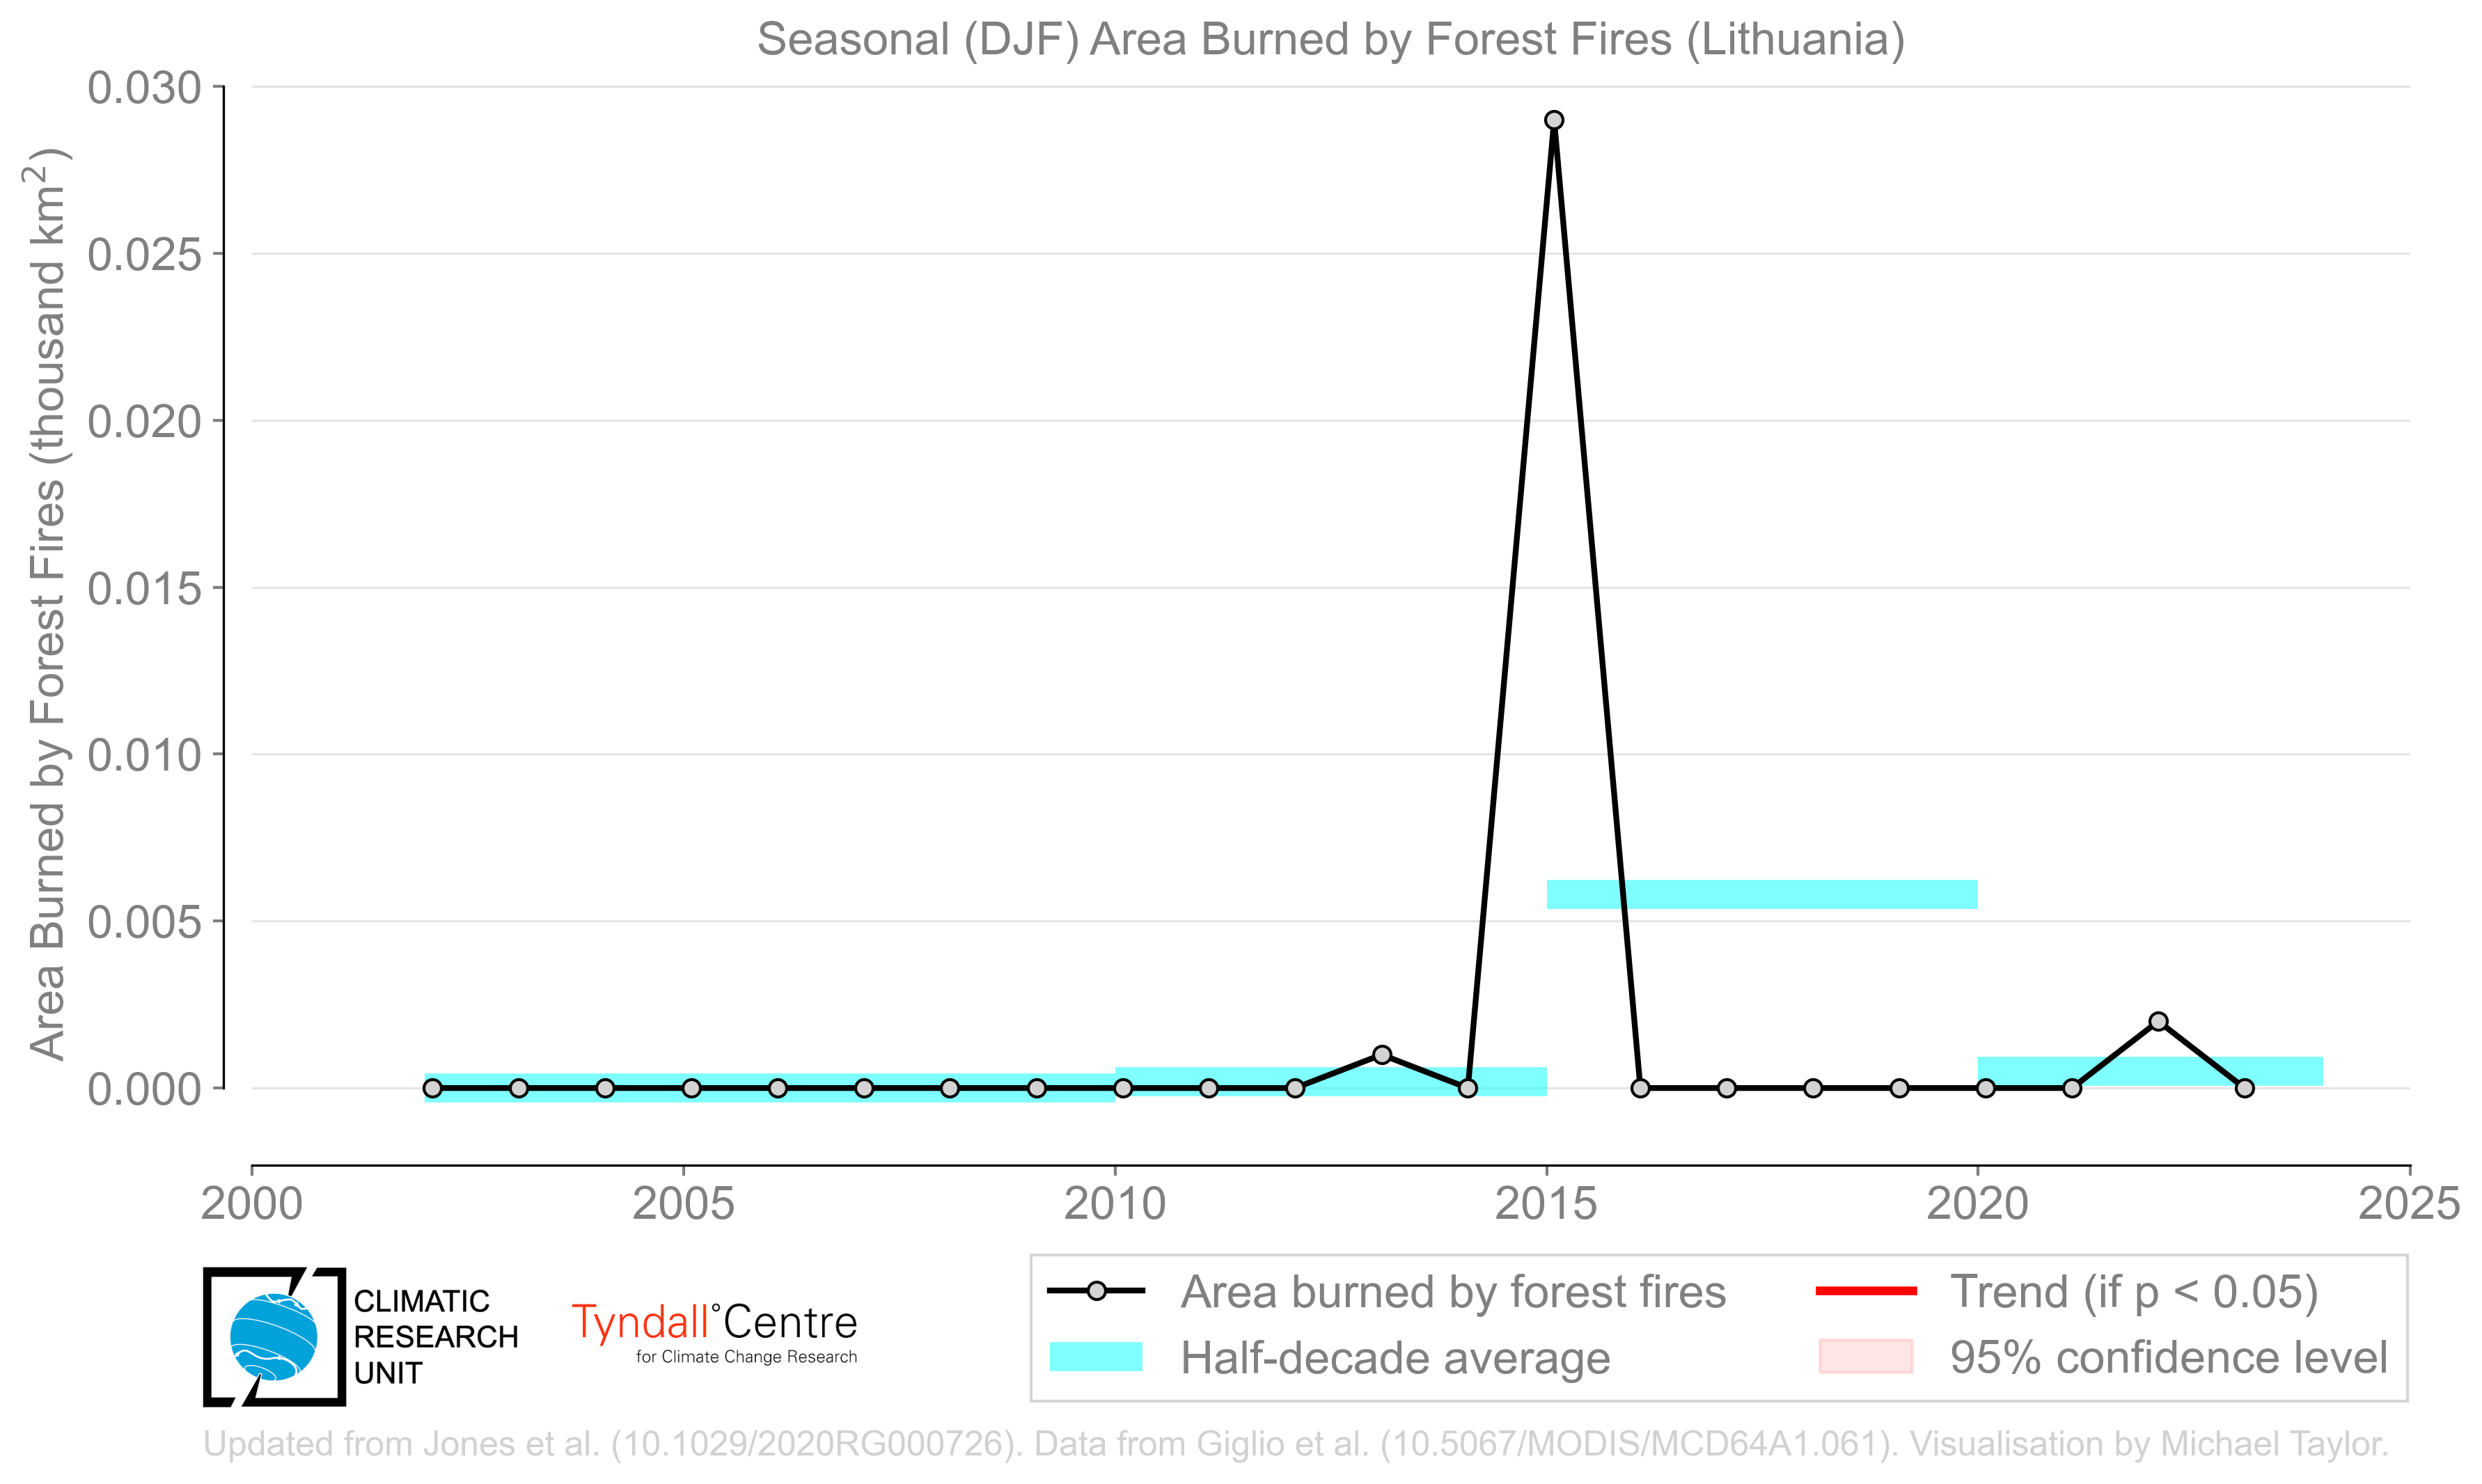 Seasonal (DJF) Area Burned by Forest Fires (Lithuania)
Area Burned by Forest Fires (thousand km²)
0.030
0.025
0.020
0.015
0.010
0.005
0.000
2000 2005 2010 2015 2020 2025
CLIMATIC
RESEARCH
UNIT
Tyndall°Centre
for Climate Change Research
Area burned by forest fires
Half-decade average
Trend (if p < 0.05)
95% confidence level
Updated from Jones et al. (10.1029/2020RG000726). Data from Giglio et al. (10.5067/MODIS/MCD64A1.061). Visualisation by Michael Taylor.